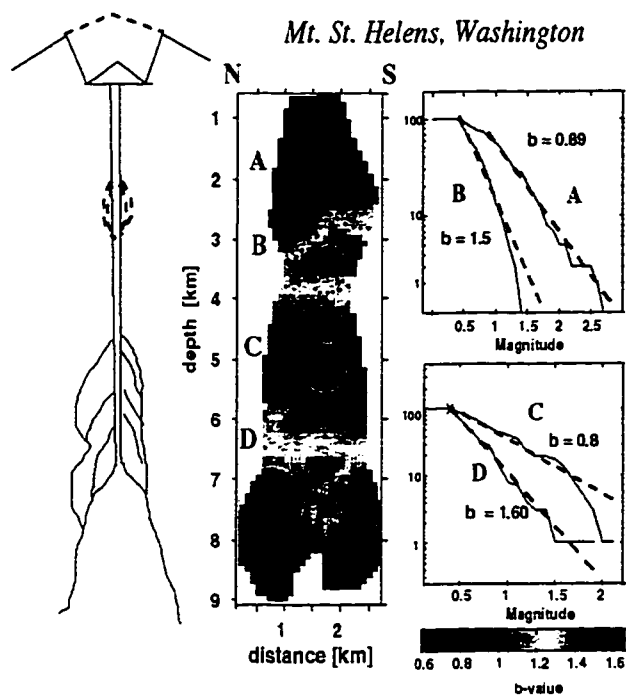 Mt. St. Helens, Washington
N S
1
2
3
4
5
6
7
8
9
depth [km]
A
B
C
D
1 2
distance [km]
100
10
1
b = 0.89
B
A
b = 1.5
0.5 1 1.5 2 2.5
Magnitude
100
10
1
C
b = 0.8
D
b = 1.60
0.5 1 1.5 2
Magnitude
0.6 0.8 1 1.2 1.4 1.6
b-value